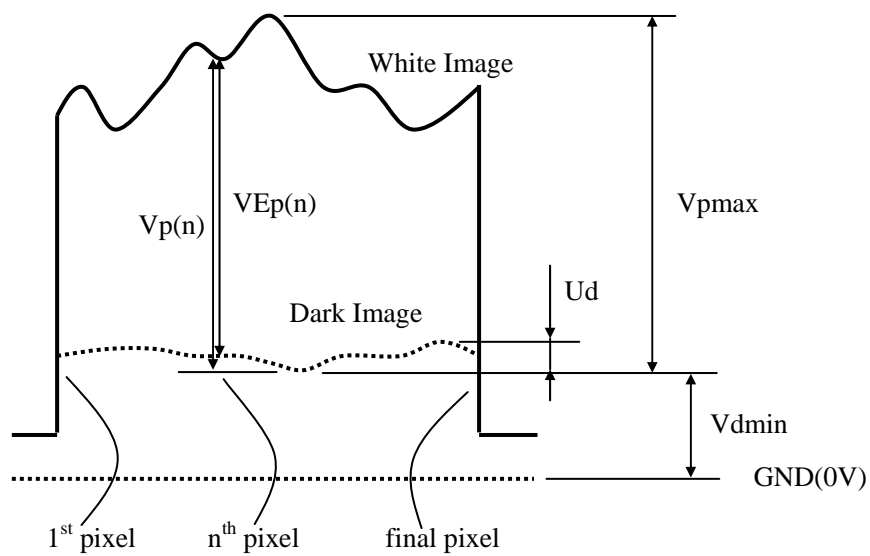 White Image
VEp(n)
Vp(n)
Vpmax
Ud
Dark Image
Vdmin
GND(0V)
1st pixel
nth pixel
final pixel